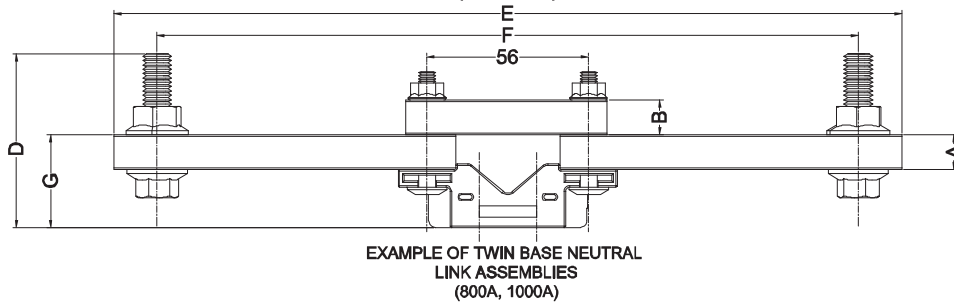 E
F
56
D
G
B
A
EXAMPLE OF TWIN BASE NEUTRAL
LINK ASSEMBLIES
(800A, 1000A)